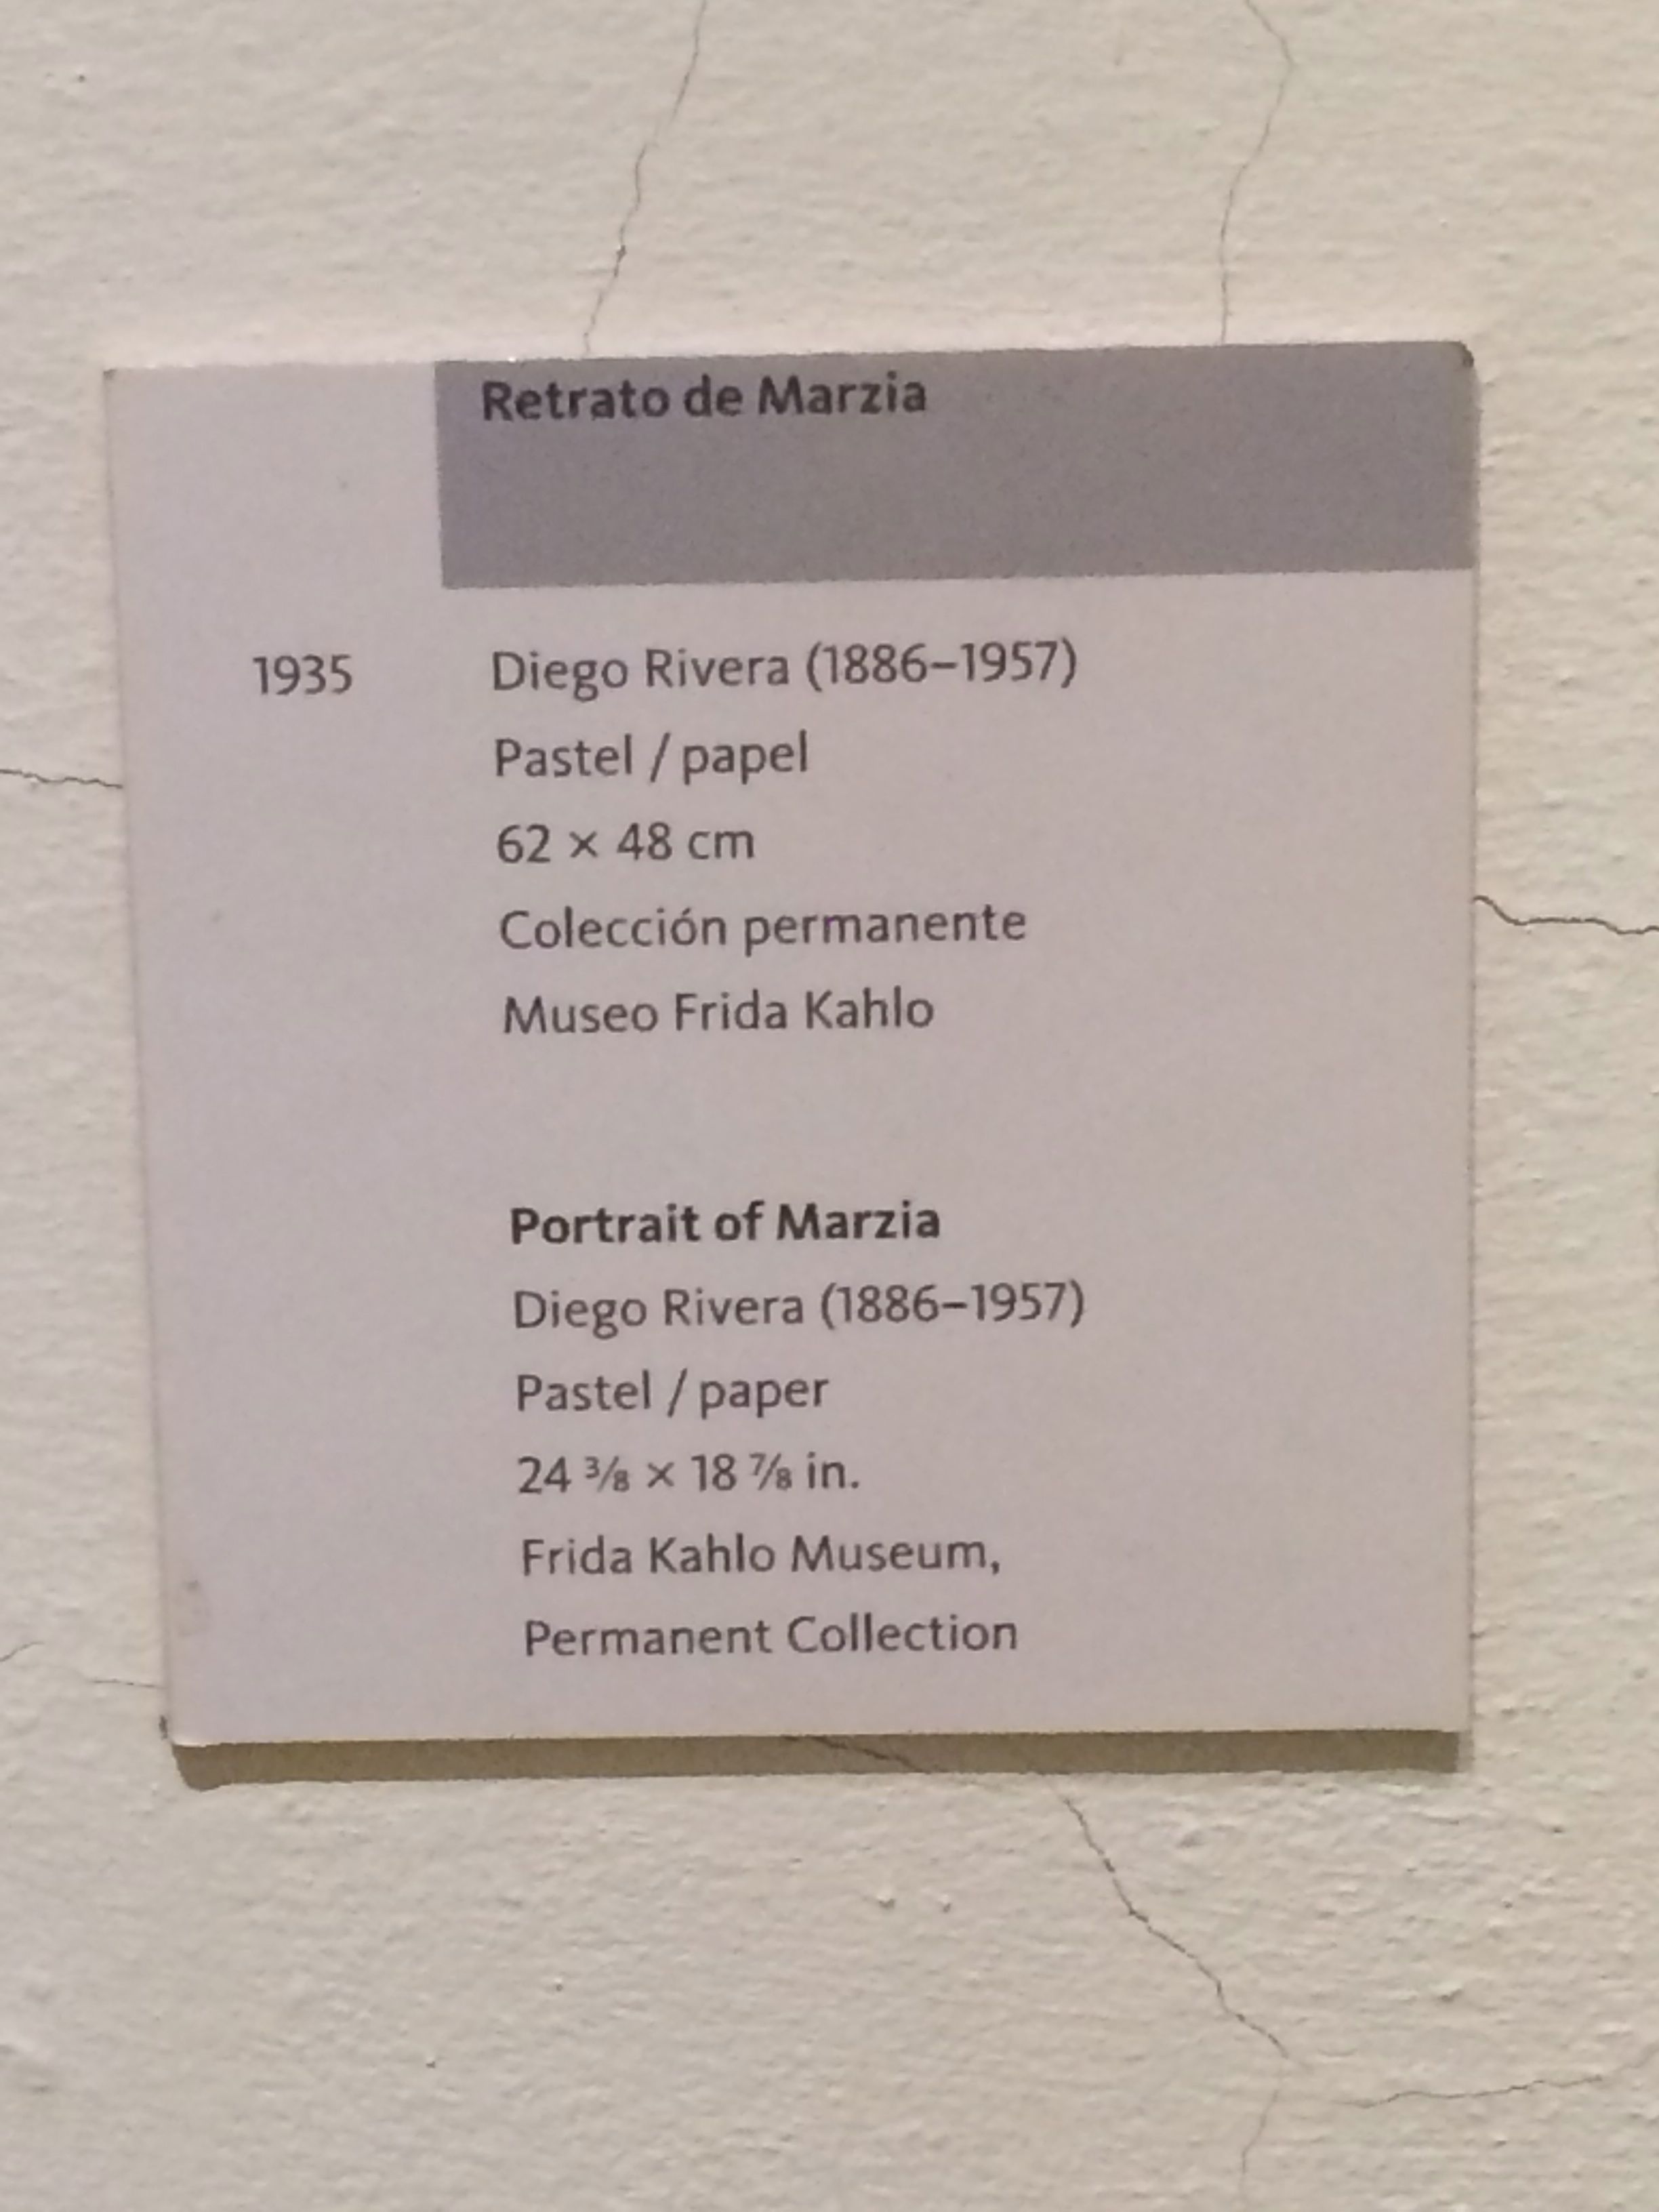 Retrato de Marzia
1935 Diego Rivera (1886–1957)
Pastel / papel
62 × 48 cm
Colección permanente
Museo Frida Kahlo
Portrait of Marzia
Diego Rivera (1886–1957)
Pastel / paper
24 ⅜ × 18 ⅞ in.
Frida Kahlo Museum,
Permanent Collection